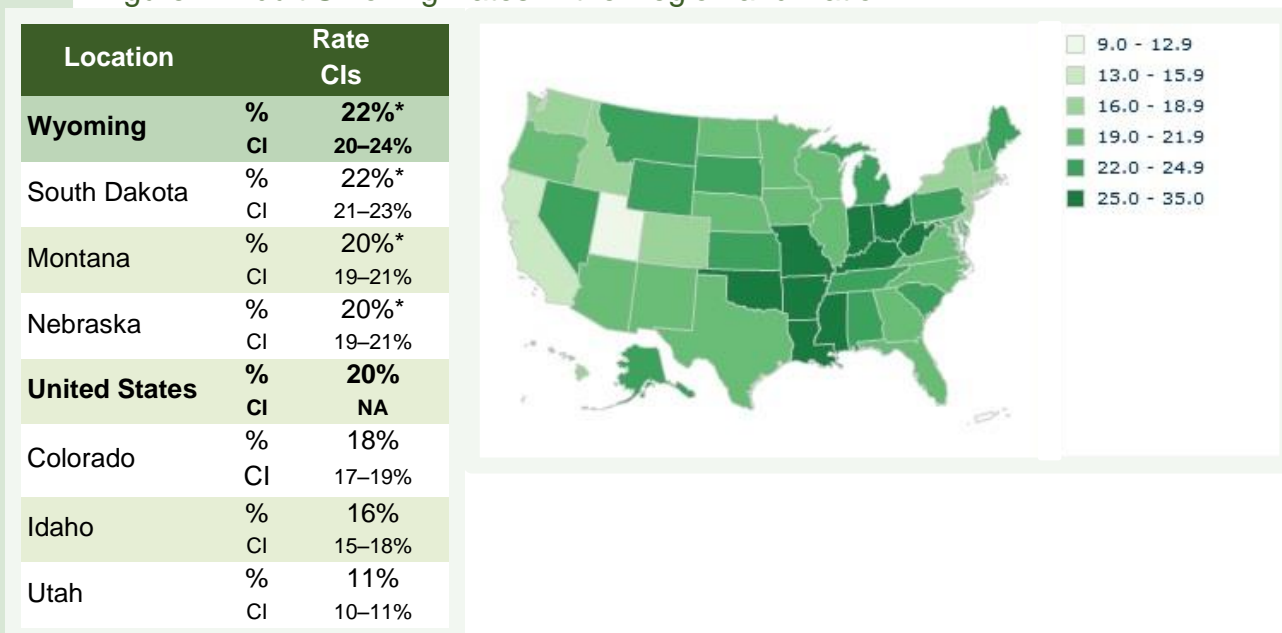 Location Rate
CIs
Wyoming % 22%*
CI 20–24%
South Dakota % 22%*
CI 21–23%
Montana % 20%*
CI 19–21%
Nebraska % 20%*
CI 19–21%
United States % 20%
CI NA
Colorado % 18%
CI 17–19%
Idaho % 16%
CI 15–18%
Utah % 11%
CI 10–11%
9.0 - 12.9
13.0 - 15.9
16.0 - 18.9
19.0 - 21.9
22.0 - 24.9
25.0 - 35.0